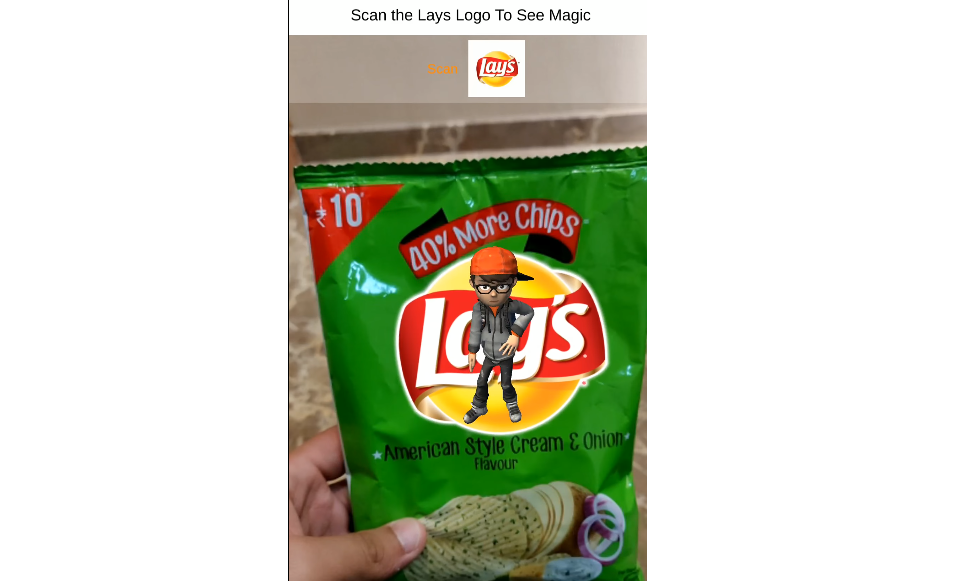 Scan the Lays Logo To See Magic
Scan
Lay's
₹10
40% More Chips
Lay's
American Style Cream & Onion
Flavour